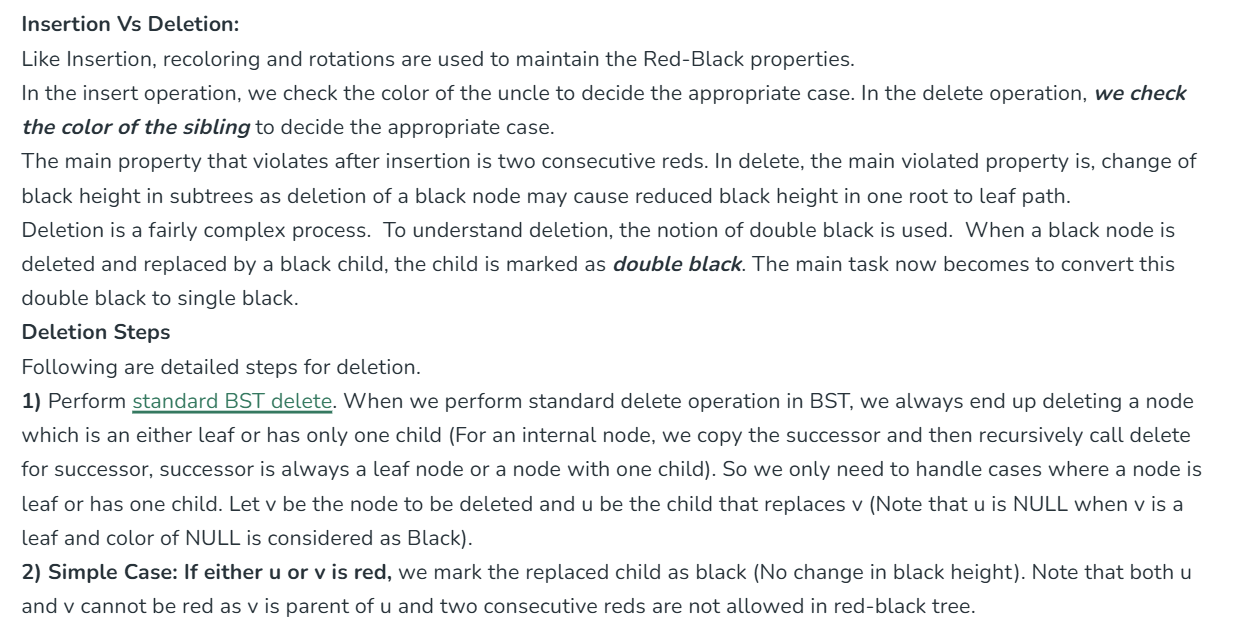 Insertion Vs Deletion:
Like Insertion, recoloring and rotations are used to maintain the Red-Black properties.
In the insert operation, we check the color of the uncle to decide the appropriate case. In the delete operation, we check
the color of the sibling to decide the appropriate case.
The main property that violates after insertion is two consecutive reds. In delete, the main violated property is, change of
black height in subtrees as deletion of a black node may cause reduced black height in one root to leaf path.
Deletion is a fairly complex process.  To understand deletion, the notion of double black is used.  When a black node is
deleted and replaced by a black child, the child is marked as double black. The main task now becomes to convert this
double black to single black.
Deletion Steps
Following are detailed steps for deletion.
1) Perform standard BST delete. When we perform standard delete operation in BST, we always end up deleting a node
which is an either leaf or has only one child (For an internal node, we copy the successor and then recursively call delete
for successor, successor is always a leaf node or a node with one child). So we only need to handle cases where a node is
leaf or has one child. Let v be the node to be deleted and u be the child that replaces v (Note that u is NULL when v is a
leaf and color of NULL is considered as Black).
2) Simple Case: If either u or v is red, we mark the replaced child as black (No change in black height). Note that both u
and v cannot be red as v is parent of u and two consecutive reds are not allowed in red-black tree.